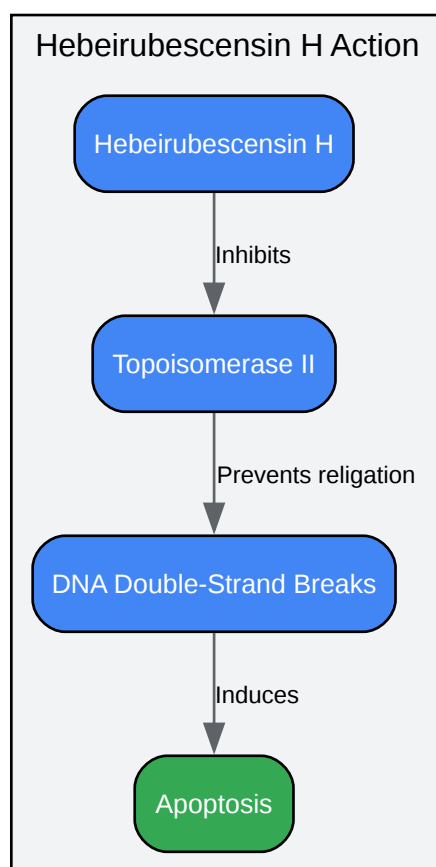 Hebeirubescensin H Action
Hebeirubescensin H
Inhibits
Topoisomerase II
Prevents religation
DNA Double-Strand Breaks
Induces
Apoptosis